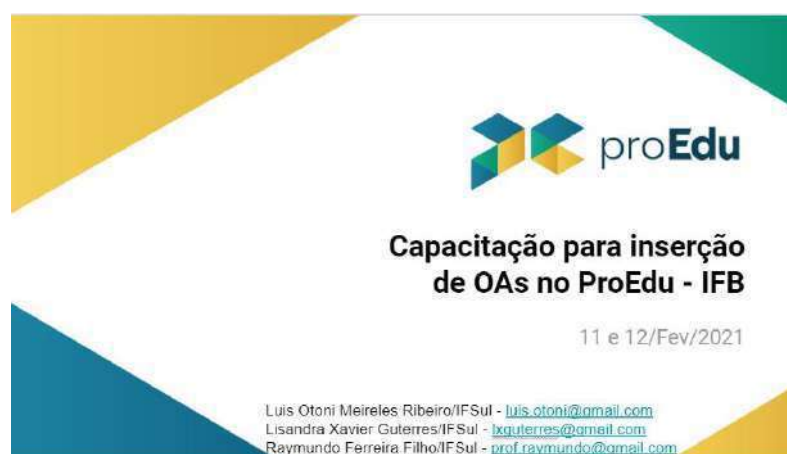 proEdu
Capacitação para inserção
de OAs no ProEdu - IFB
11 e 12/Fev/2021
Luis Otoni Meireles Ribeiro/IFSul - luis.otoni@gmail.com
Lisandra Xavier Guterres/IFSul - lxguterres@gmail.com
Raymundo Ferreira Filho/IFSul - prof.raymundo@gmail.com